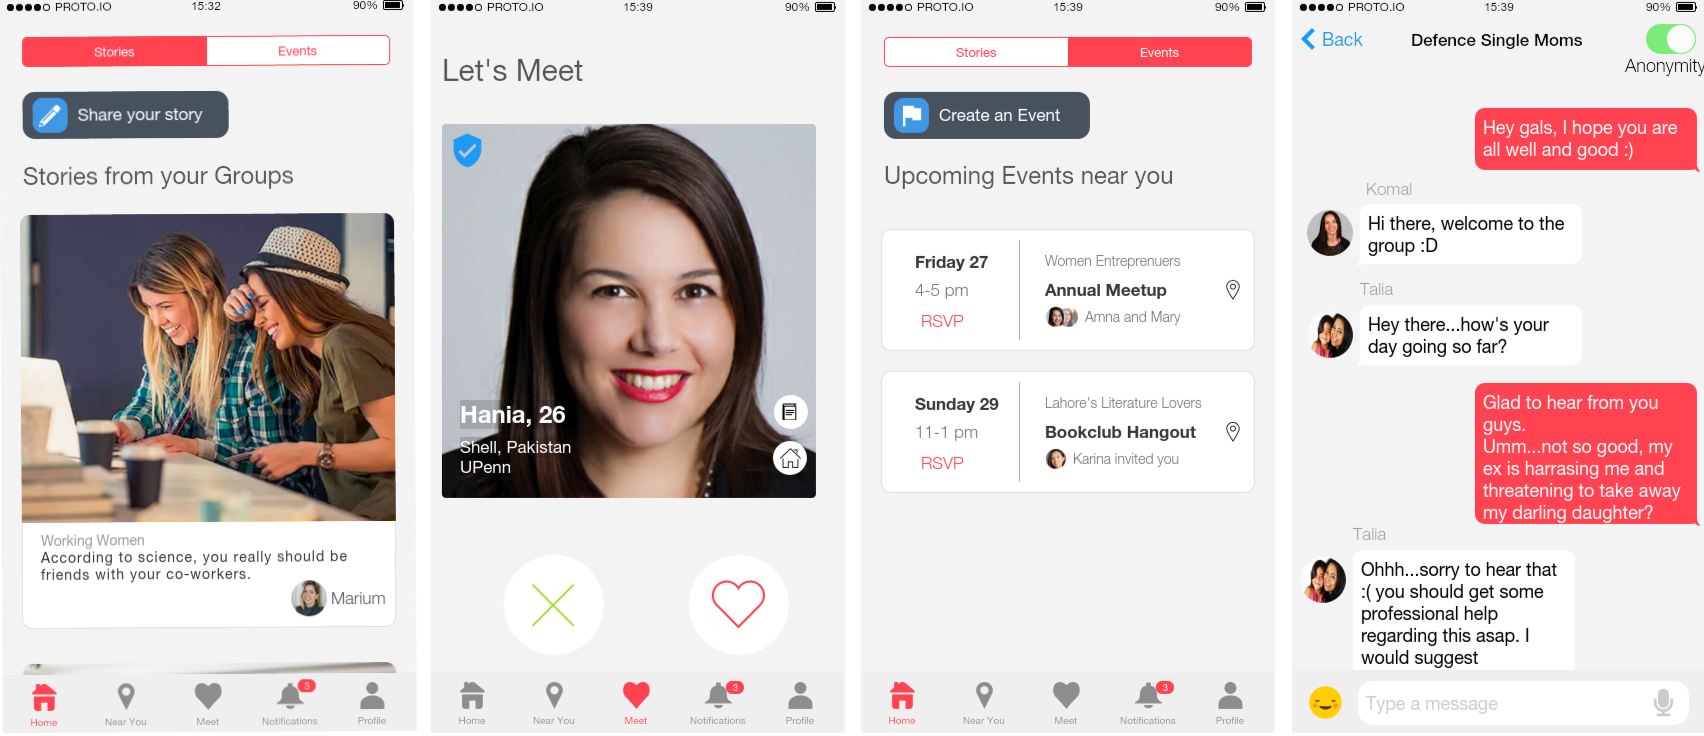 PROTO.IO 15:32 90%
Stories Events
Share your story
Stories from your Groups
Working Women
According to science, you really should be
friends with your co-workers.
Marium
3
Home Near You Meet Notifications Profile
PROTO.IO 15:39 90%
Let's Meet
Hania, 26
Shell, Pakistan
UPenn
3
Home Near You Meet Notifications Profile
PROTO.IO 15:39 90%
Stories Events
Create an Event
Upcoming Events near you
Friday 27 Women Entreprenuers
4-5 pm Annual Meetup
RSVP Amna and Mary
Sunday 29 Lahore's Literature Lovers
11-1 pm Bookclub Hangout
RSVP Karina invited you
3
Home Near You Meet Notifications Profile
PROTO.IO 15:39 90%
Back Defence Single Moms
Anonymity
Hey gals, I hope you are
all well and good :)
Komal
Hi there, welcome to the
group :D
Talia
Hey there...how's your
day going so far?
Glad to hear from you
guys.
Umm...not so good, my
ex is harrasing me and
threatening to take away
my darling daughter?
Talia
Ohhh...sorry to hear that
:( you should get some
professional help
regarding this asap. I
would suggest
Type a message